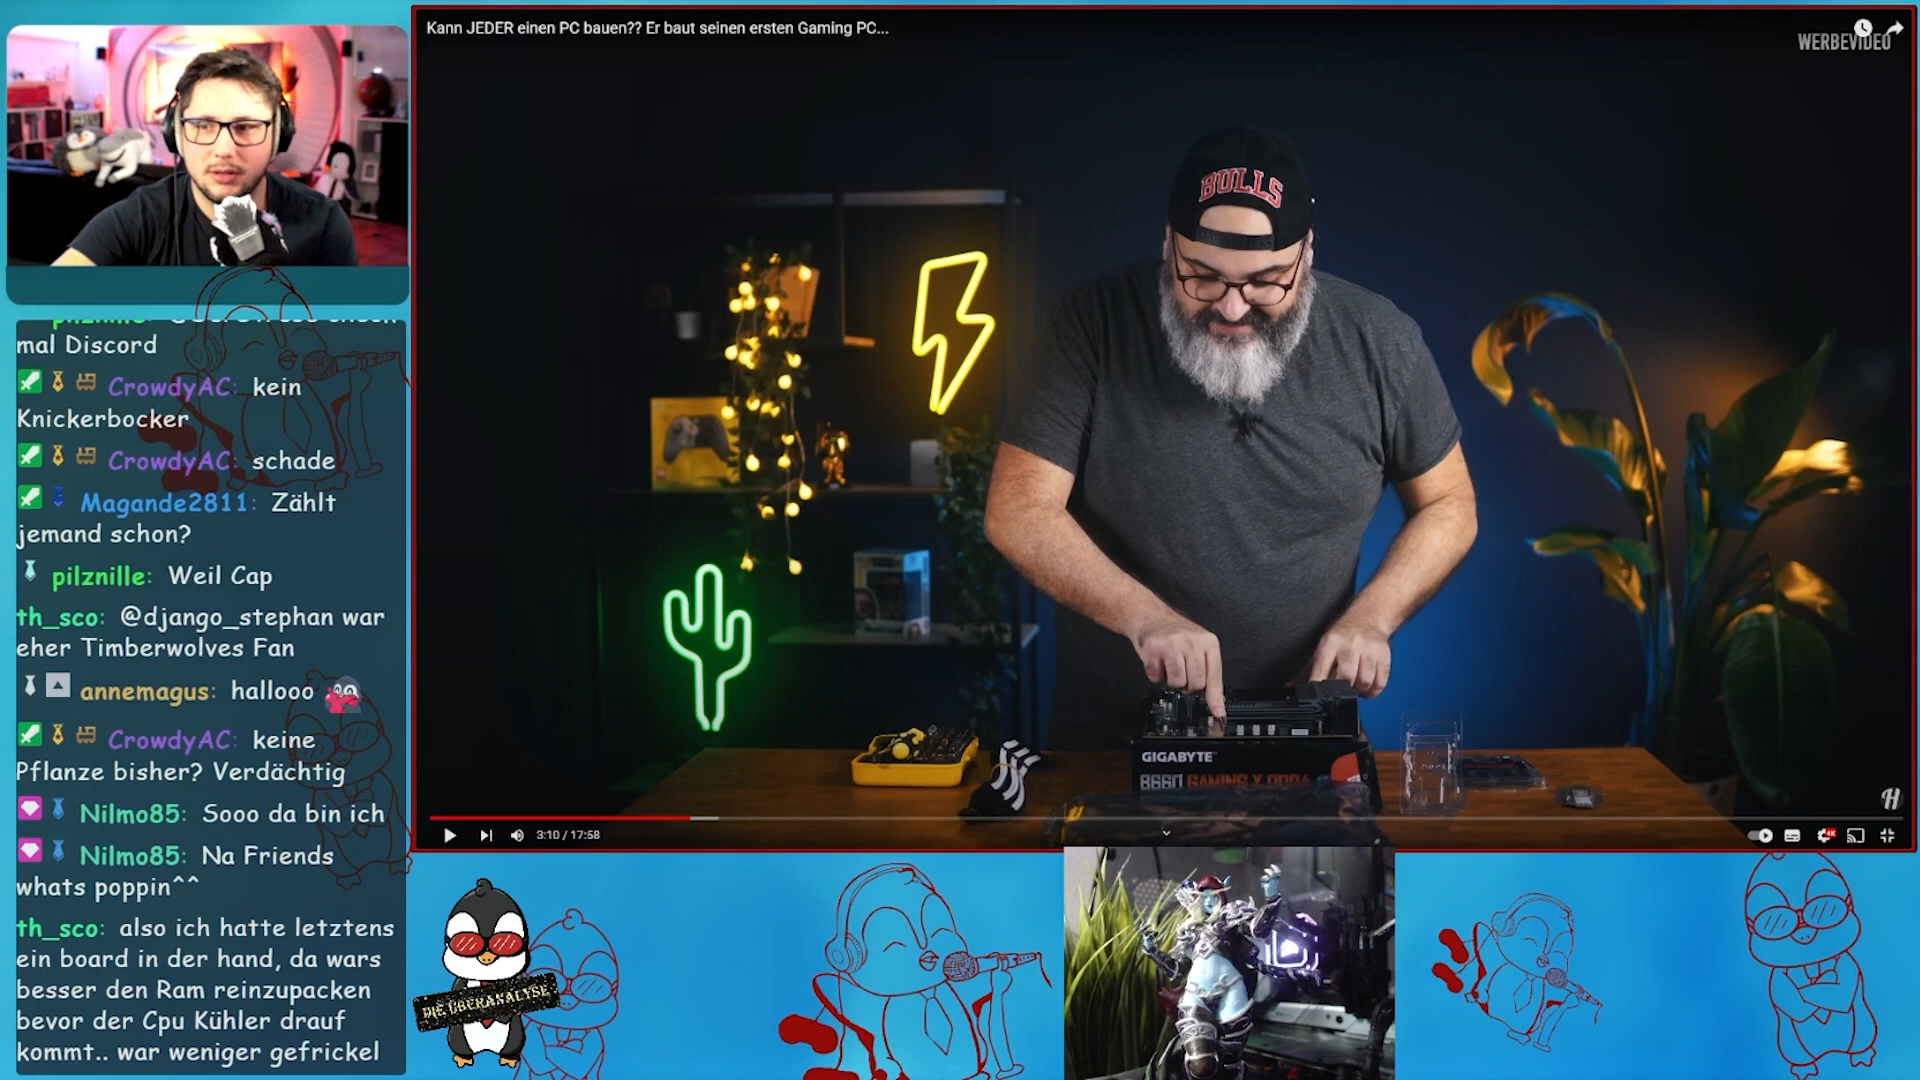 Kann JEDER einen PC bauen?? Er baut seinen ersten Gaming PC...
WERBEVIDEO
BULLS
mal Discord
CrowdyAC: kein
Knickerbocker
CrowdyAC: schade
Magande2811: Zählt
jemand schon?
pilznille: Weil Cap
th_sco: @django_stephan war
eher Timberwolves Fan
annemagus: hallooo
CrowdyAC: keine
Pflanze bisher? Verdächtig
Nilmo85: Sooo da bin ich
Nilmo85: Na Friends
whats poppin^^
th_sco: also ich hatte letztens
ein board in der hand, da wars
besser den Ram reinzupacken
bevor der Cpu Kühler drauf
kommt.. war weniger gefrickel
GIGABYTE
B660 GAMING X DDR4
H
3:10 / 17:58
4K
DIE ÜBERANALYSE